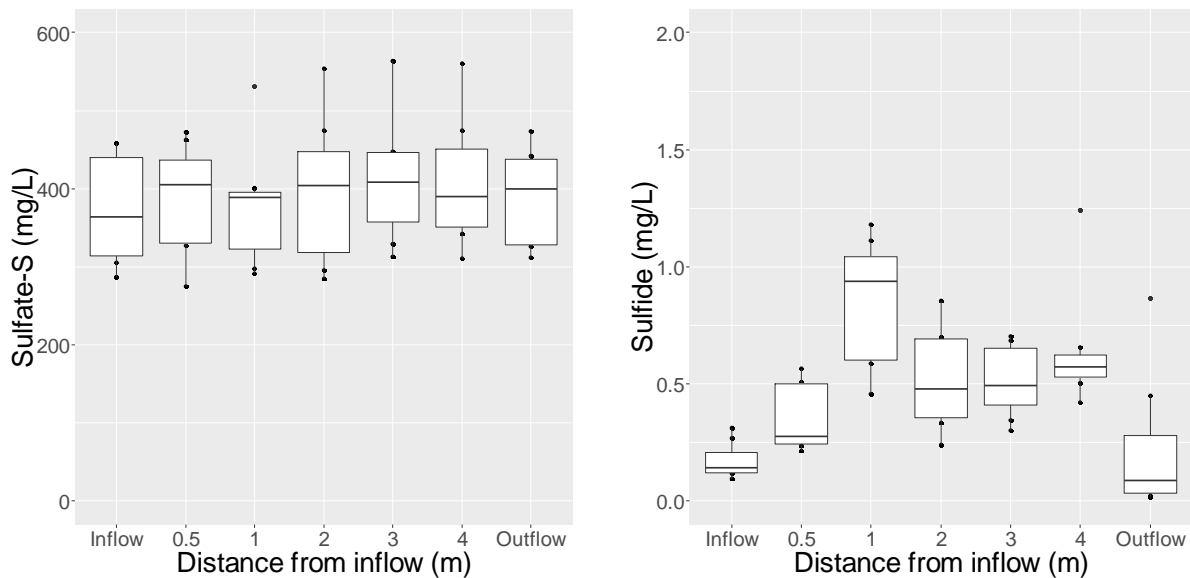 Sulfate-S (mg/L)
600
400
200
0
Inflow 0.5 1 2 3 4 Outflow
Distance from inflow (m)
Sulfide (mg/L)
2.0
1.5
1.0
0.5
0.0
Inflow 0.5 1 2 3 4 Outflow
Distance from inflow (m)